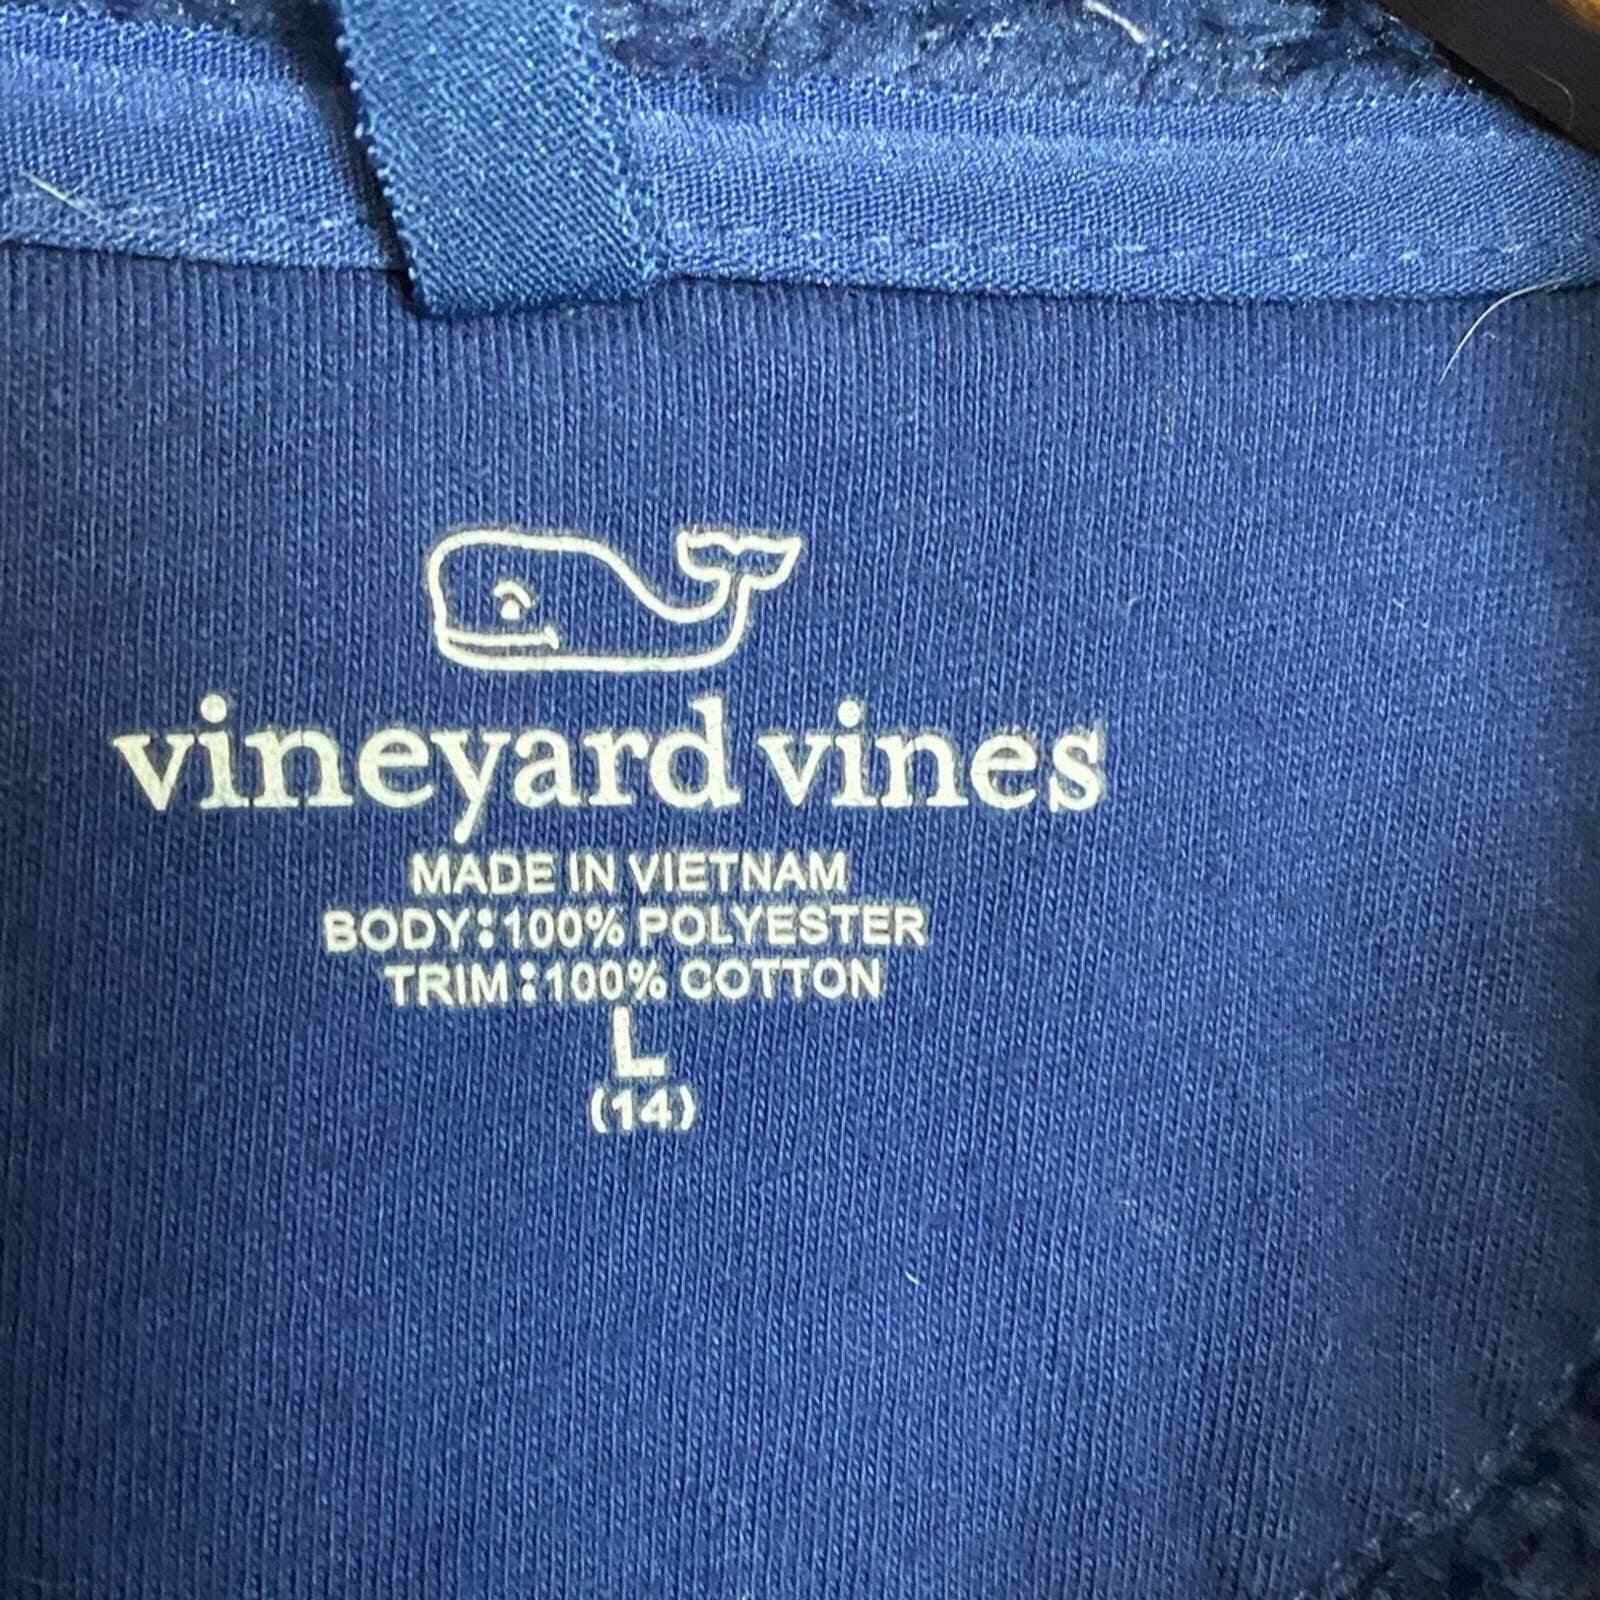 vineyard vines
MADE IN VIETNAM
BODY:100% POLYESTER
TRIM:100% COTTON
L
(14)